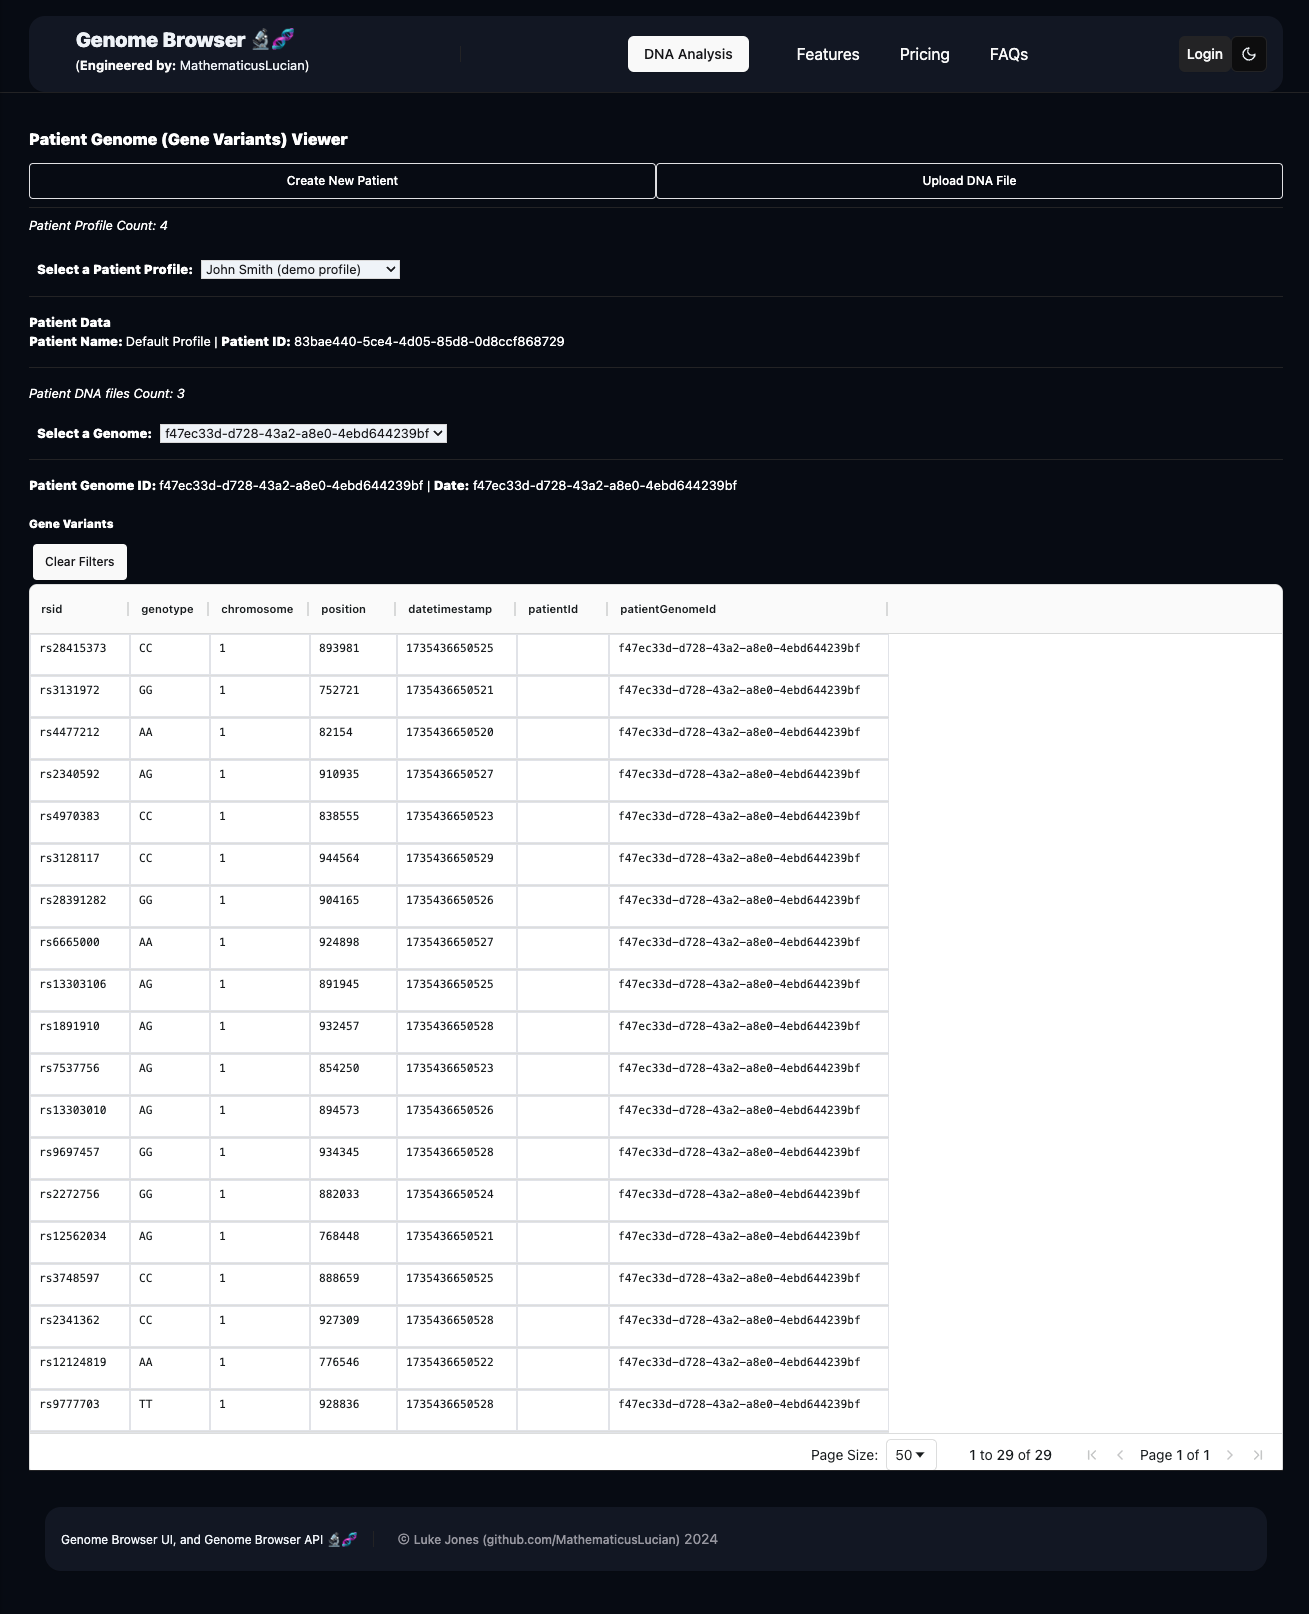 Genome Browser 🔬🧬
(Engineered by: MathematicusLucian)
DNA Analysis
Features
Pricing
FAQs
Login
Patient Genome (Gene Variants) Viewer
Create New Patient
Upload DNA File
Patient Profile Count: 4
Select a Patient Profile: John Smith (demo profile)
Patient Data
Patient Name: Default Profile | Patient ID: 83bae440-5ce4-4d05-85d8-0d8ccf868729
Patient DNA files Count: 3
Select a Genome: f47ec33d-d728-43a2-a8e0-4ebd644239bf
Patient Genome ID: f47ec33d-d728-43a2-a8e0-4ebd644239bf | Date: f47ec33d-d728-43a2-a8e0-4ebd644239bf
Gene Variants
Clear Filters
rsid genotype chromosome position datetimestamp patientId patientGenomeId
rs28415373 CC 1 893981 1735436650525 f47ec33d-d728-43a2-a8e0-4ebd644239bf
rs3131972 GG 1 752721 1735436650521 f47ec33d-d728-43a2-a8e0-4ebd644239bf
rs4477212 AA 1 82154 1735436650520 f47ec33d-d728-43a2-a8e0-4ebd644239bf
rs2340592 AG 1 910935 1735436650527 f47ec33d-d728-43a2-a8e0-4ebd644239bf
rs4970383 CC 1 838555 1735436650523 f47ec33d-d728-43a2-a8e0-4ebd644239bf
rs3128117 CC 1 944564 1735436650529 f47ec33d-d728-43a2-a8e0-4ebd644239bf
rs28391282 GG 1 904165 1735436650526 f47ec33d-d728-43a2-a8e0-4ebd644239bf
rs6665000 AA 1 924898 1735436650527 f47ec33d-d728-43a2-a8e0-4ebd644239bf
rs13303106 AG 1 891945 1735436650525 f47ec33d-d728-43a2-a8e0-4ebd644239bf
rs1891910 AG 1 932457 1735436650528 f47ec33d-d728-43a2-a8e0-4ebd644239bf
rs7537756 AG 1 854250 1735436650523 f47ec33d-d728-43a2-a8e0-4ebd644239bf
rs13303010 AG 1 894573 1735436650526 f47ec33d-d728-43a2-a8e0-4ebd644239bf
rs9697457 GG 1 934345 1735436650528 f47ec33d-d728-43a2-a8e0-4ebd644239bf
rs2272756 GG 1 882033 1735436650524 f47ec33d-d728-43a2-a8e0-4ebd644239bf
rs12562034 AG 1 768448 1735436650521 f47ec33d-d728-43a2-a8e0-4ebd644239bf
rs3748597 CC 1 888659 1735436650525 f47ec33d-d728-43a2-a8e0-4ebd644239bf
rs2341362 CC 1 927309 1735436650528 f47ec33d-d728-43a2-a8e0-4ebd644239bf
rs12124819 AA 1 776546 1735436650522 f47ec33d-d728-43a2-a8e0-4ebd644239bf
rs9777703 TT 1 928836 1735436650528 f47ec33d-d728-43a2-a8e0-4ebd644239bf
Page Size: 50 1 to 29 of 29 Page 1 of 1
Genome Browser UI, and Genome Browser API 🔬🧬 © Luke Jones (github.com/MathematicusLucian) 2024